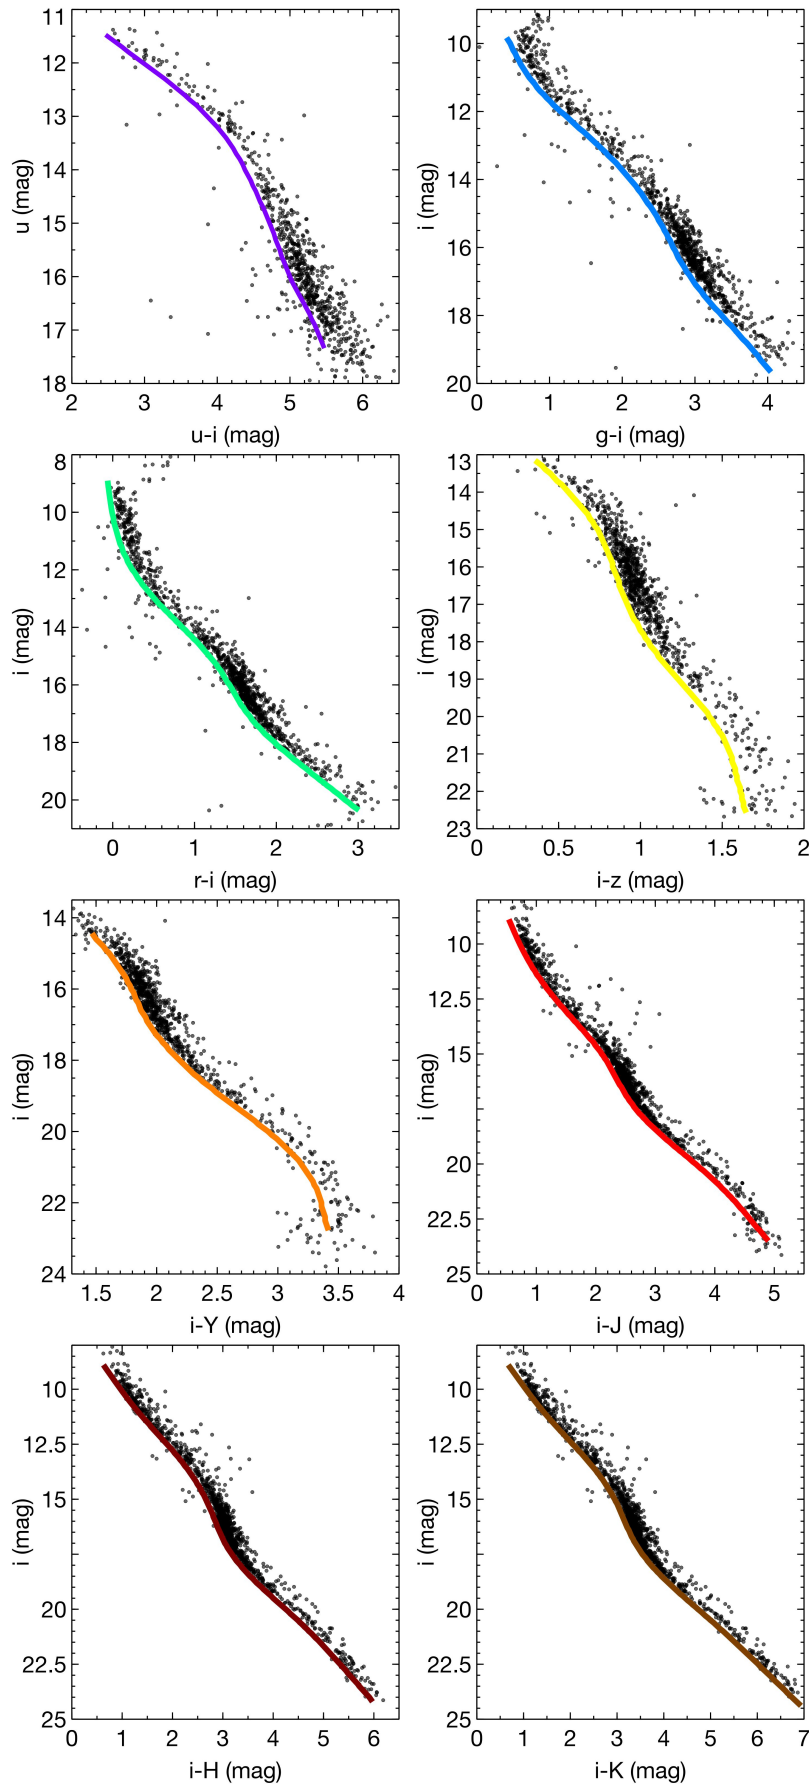 11
12
13
14
15
16
17
18
u (mag)
2 3 4 5 6
u-i (mag)
10
12
14
16
18
20
i (mag)
0 1 2 3 4
g-i (mag)
8
10
12
14
16
18
20
i (mag)
0 1 2 3
r-i (mag)
13
14
15
16
17
18
19
20
21
22
23
i (mag)
0 0.5 1 1.5 2
i-z (mag)
14
16
18
20
22
24
i (mag)
1.5 2 2.5 3 3.5 4
i-Y (mag)
10
12.5
15
20
22.5
25
i (mag)
0 1 2 3 4 5
i-J (mag)
10
12.5
15
20
22.5
25
i (mag)
0 1 2 3 4 5 6
i-H (mag)
10
12.5
15
20
22.5
25
i (mag)
0 1 2 3 4 5 6 7
i-K (mag)